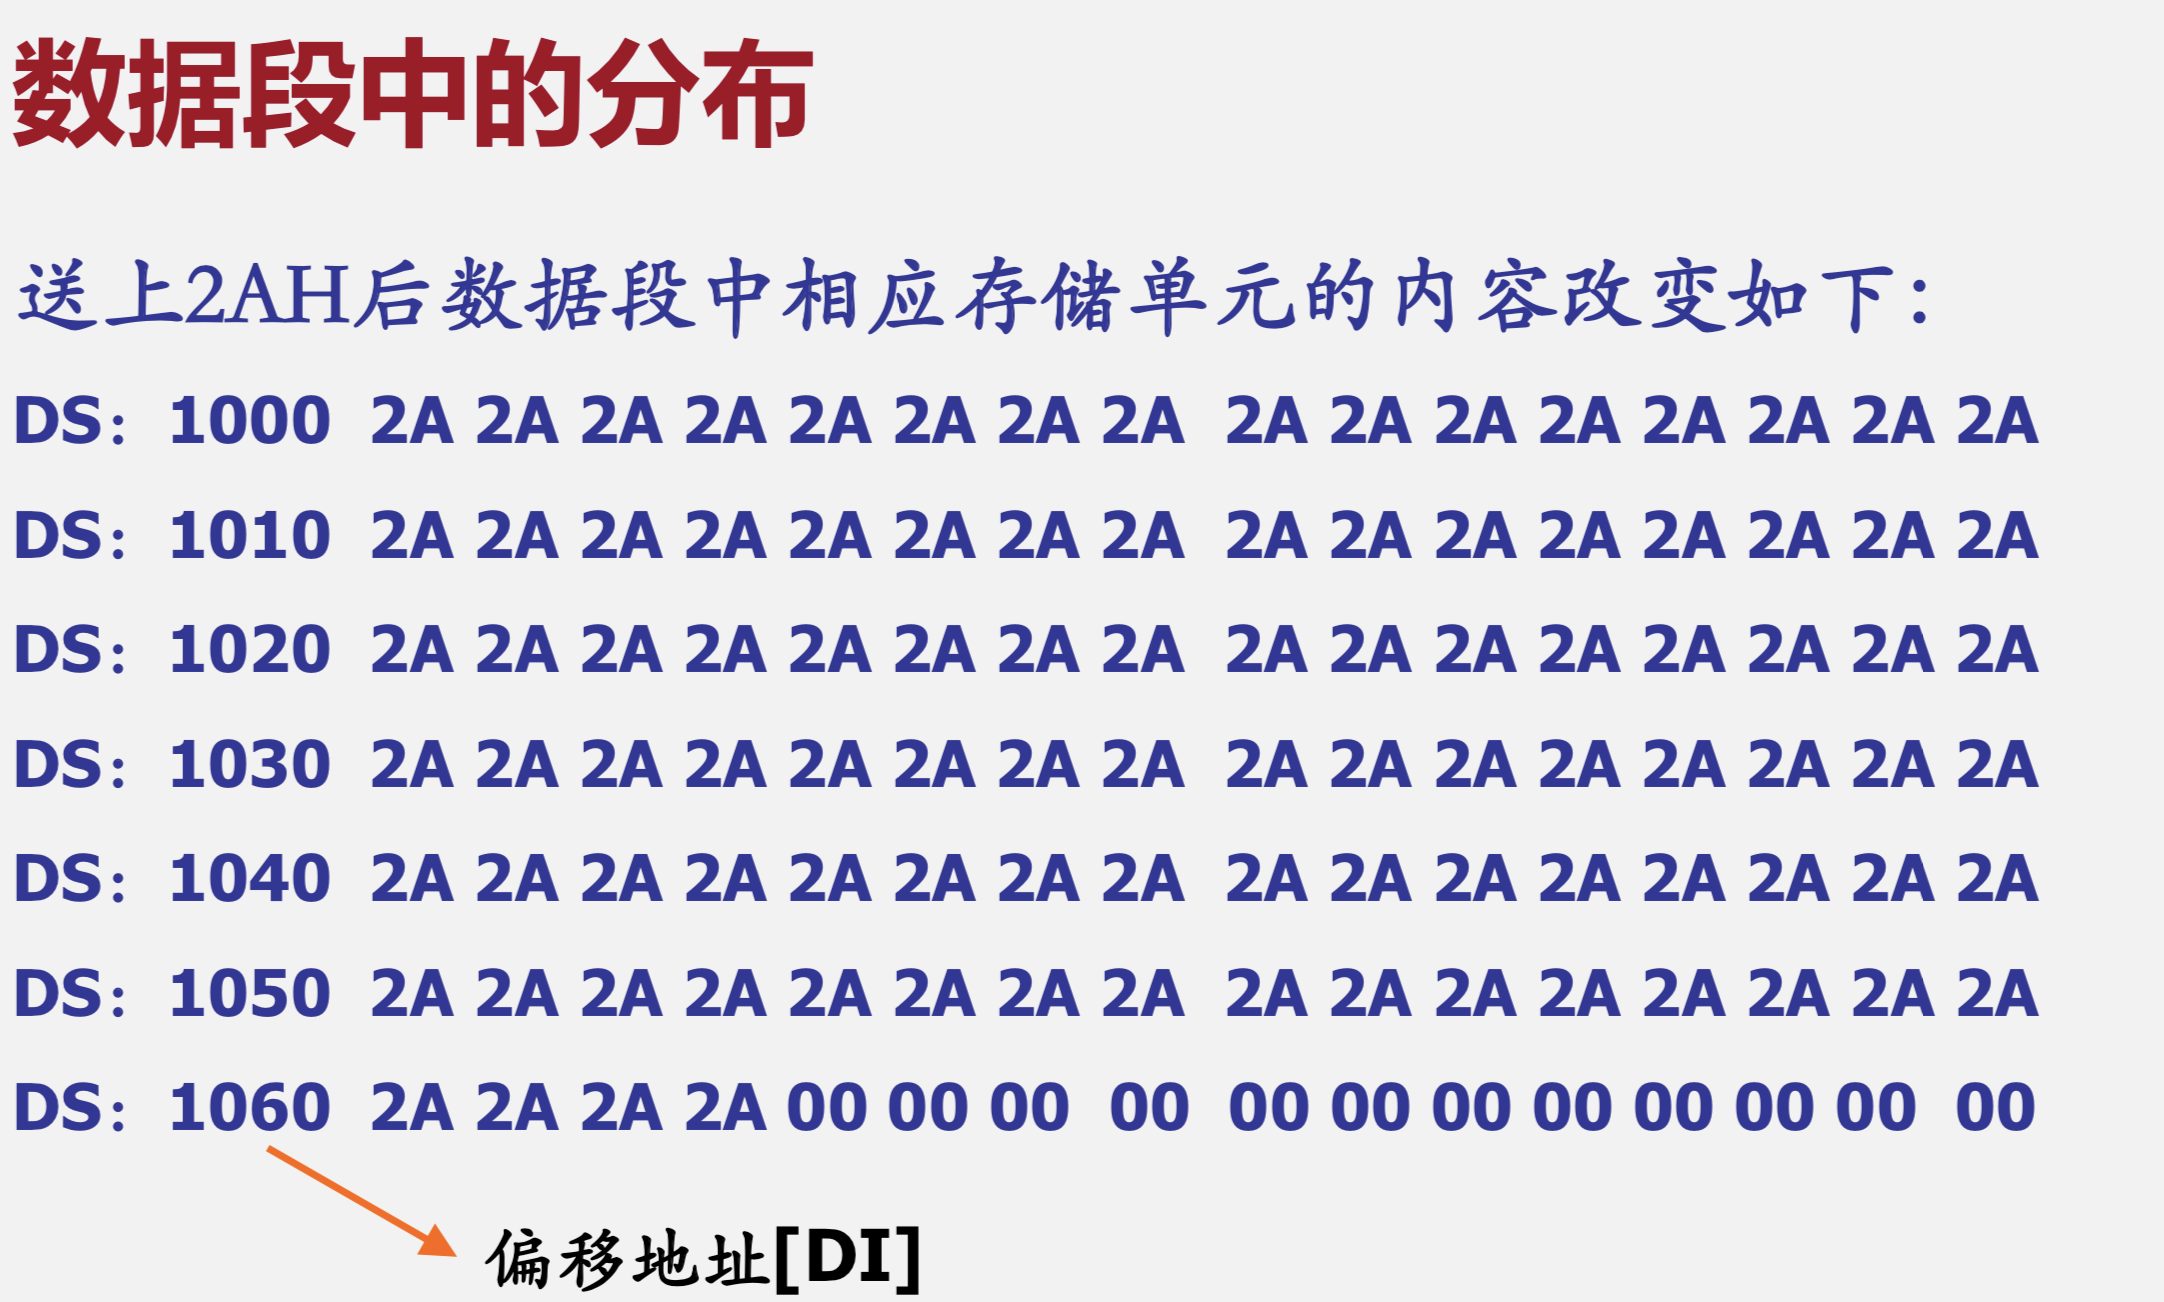 数据段中的分布
送上2AH后数据段中相应存储单元的内容改变如下：
DS：1000 2A 2A 2A 2A 2A 2A 2A 2A 2A 2A 2A 2A 2A 2A 2A 2A
DS：1010 2A 2A 2A 2A 2A 2A 2A 2A 2A 2A 2A 2A 2A 2A 2A 2A
DS：1020 2A 2A 2A 2A 2A 2A 2A 2A 2A 2A 2A 2A 2A 2A 2A 2A
DS：1030 2A 2A 2A 2A 2A 2A 2A 2A 2A 2A 2A 2A 2A 2A 2A 2A
DS：1040 2A 2A 2A 2A 2A 2A 2A 2A 2A 2A 2A 2A 2A 2A 2A 2A
DS：1050 2A 2A 2A 2A 2A 2A 2A 2A 2A 2A 2A 2A 2A 2A 2A 2A
DS：1060 2A 2A 2A 2A 00 00 00 00 00 00 00 00 00 00 00 00
偏移地址[DI]